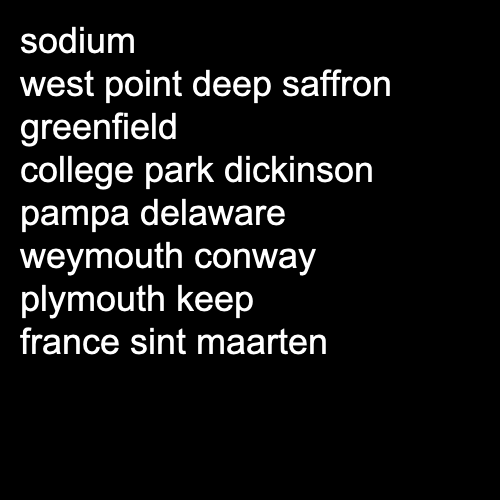 sodium
west point deep saffron
greenfield
college park dickinson
pampa delaware
weymouth conway
plymouth keep
france sint maarten